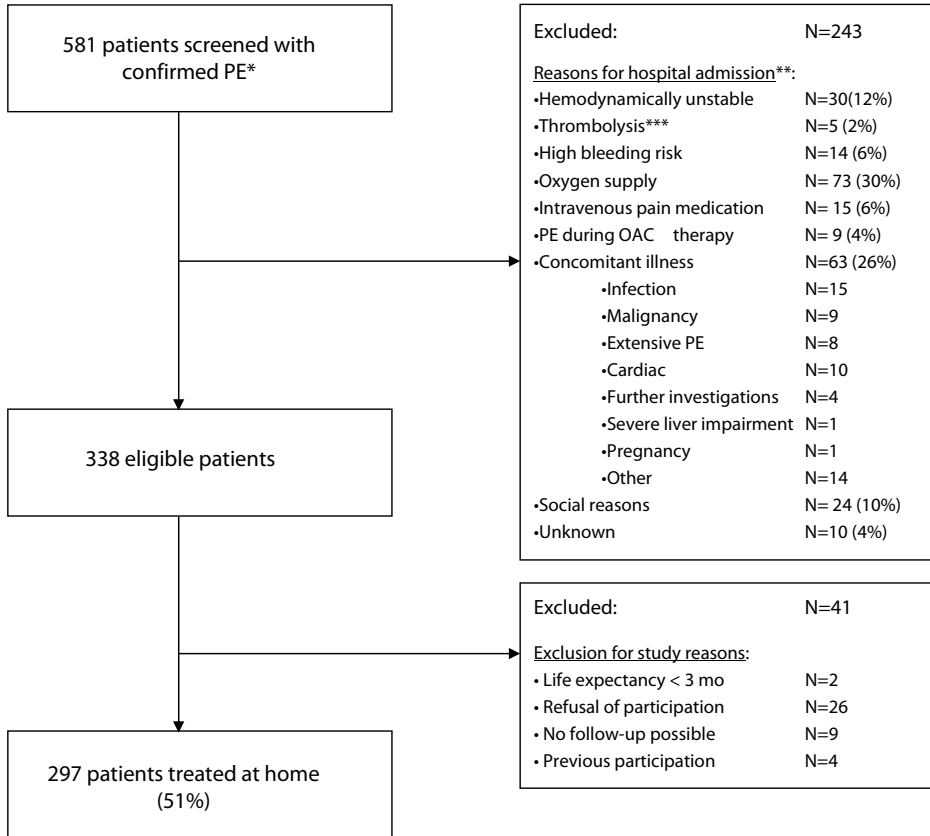 581 patients screened with
confirmed PE*
Excluded: N=243
Reasons for hospital admission**:
•Hemodynamically unstable N=30(12%)
•Thrombolysis*** N=5 (2%)
•High bleeding risk N=14 (6%)
•Oxygen supply N= 73 (30%)
•Intravenous pain medication N= 15 (6%)
•PE during OAC therapy N= 9 (4%)
•Concomitant illness N=63 (26%)
•Infection N=15
•Malignancy N=9
•Extensive PE N=8
•Cardiac N=10
•Further investigations N=4
•Severe liver impairment N=1
•Pregnancy N=1
•Other N=14
•Social reasons N= 24 (10%)
•Unknown N=10 (4%)
338 eligible patients
Excluded: N=41
Exclusion for study reasons:
• Life expectancy < 3 mo N=2
• Refusal of participation N=26
• No follow-up possible N=9
• Previous participation N=4
297 patients treated at home
(51%)